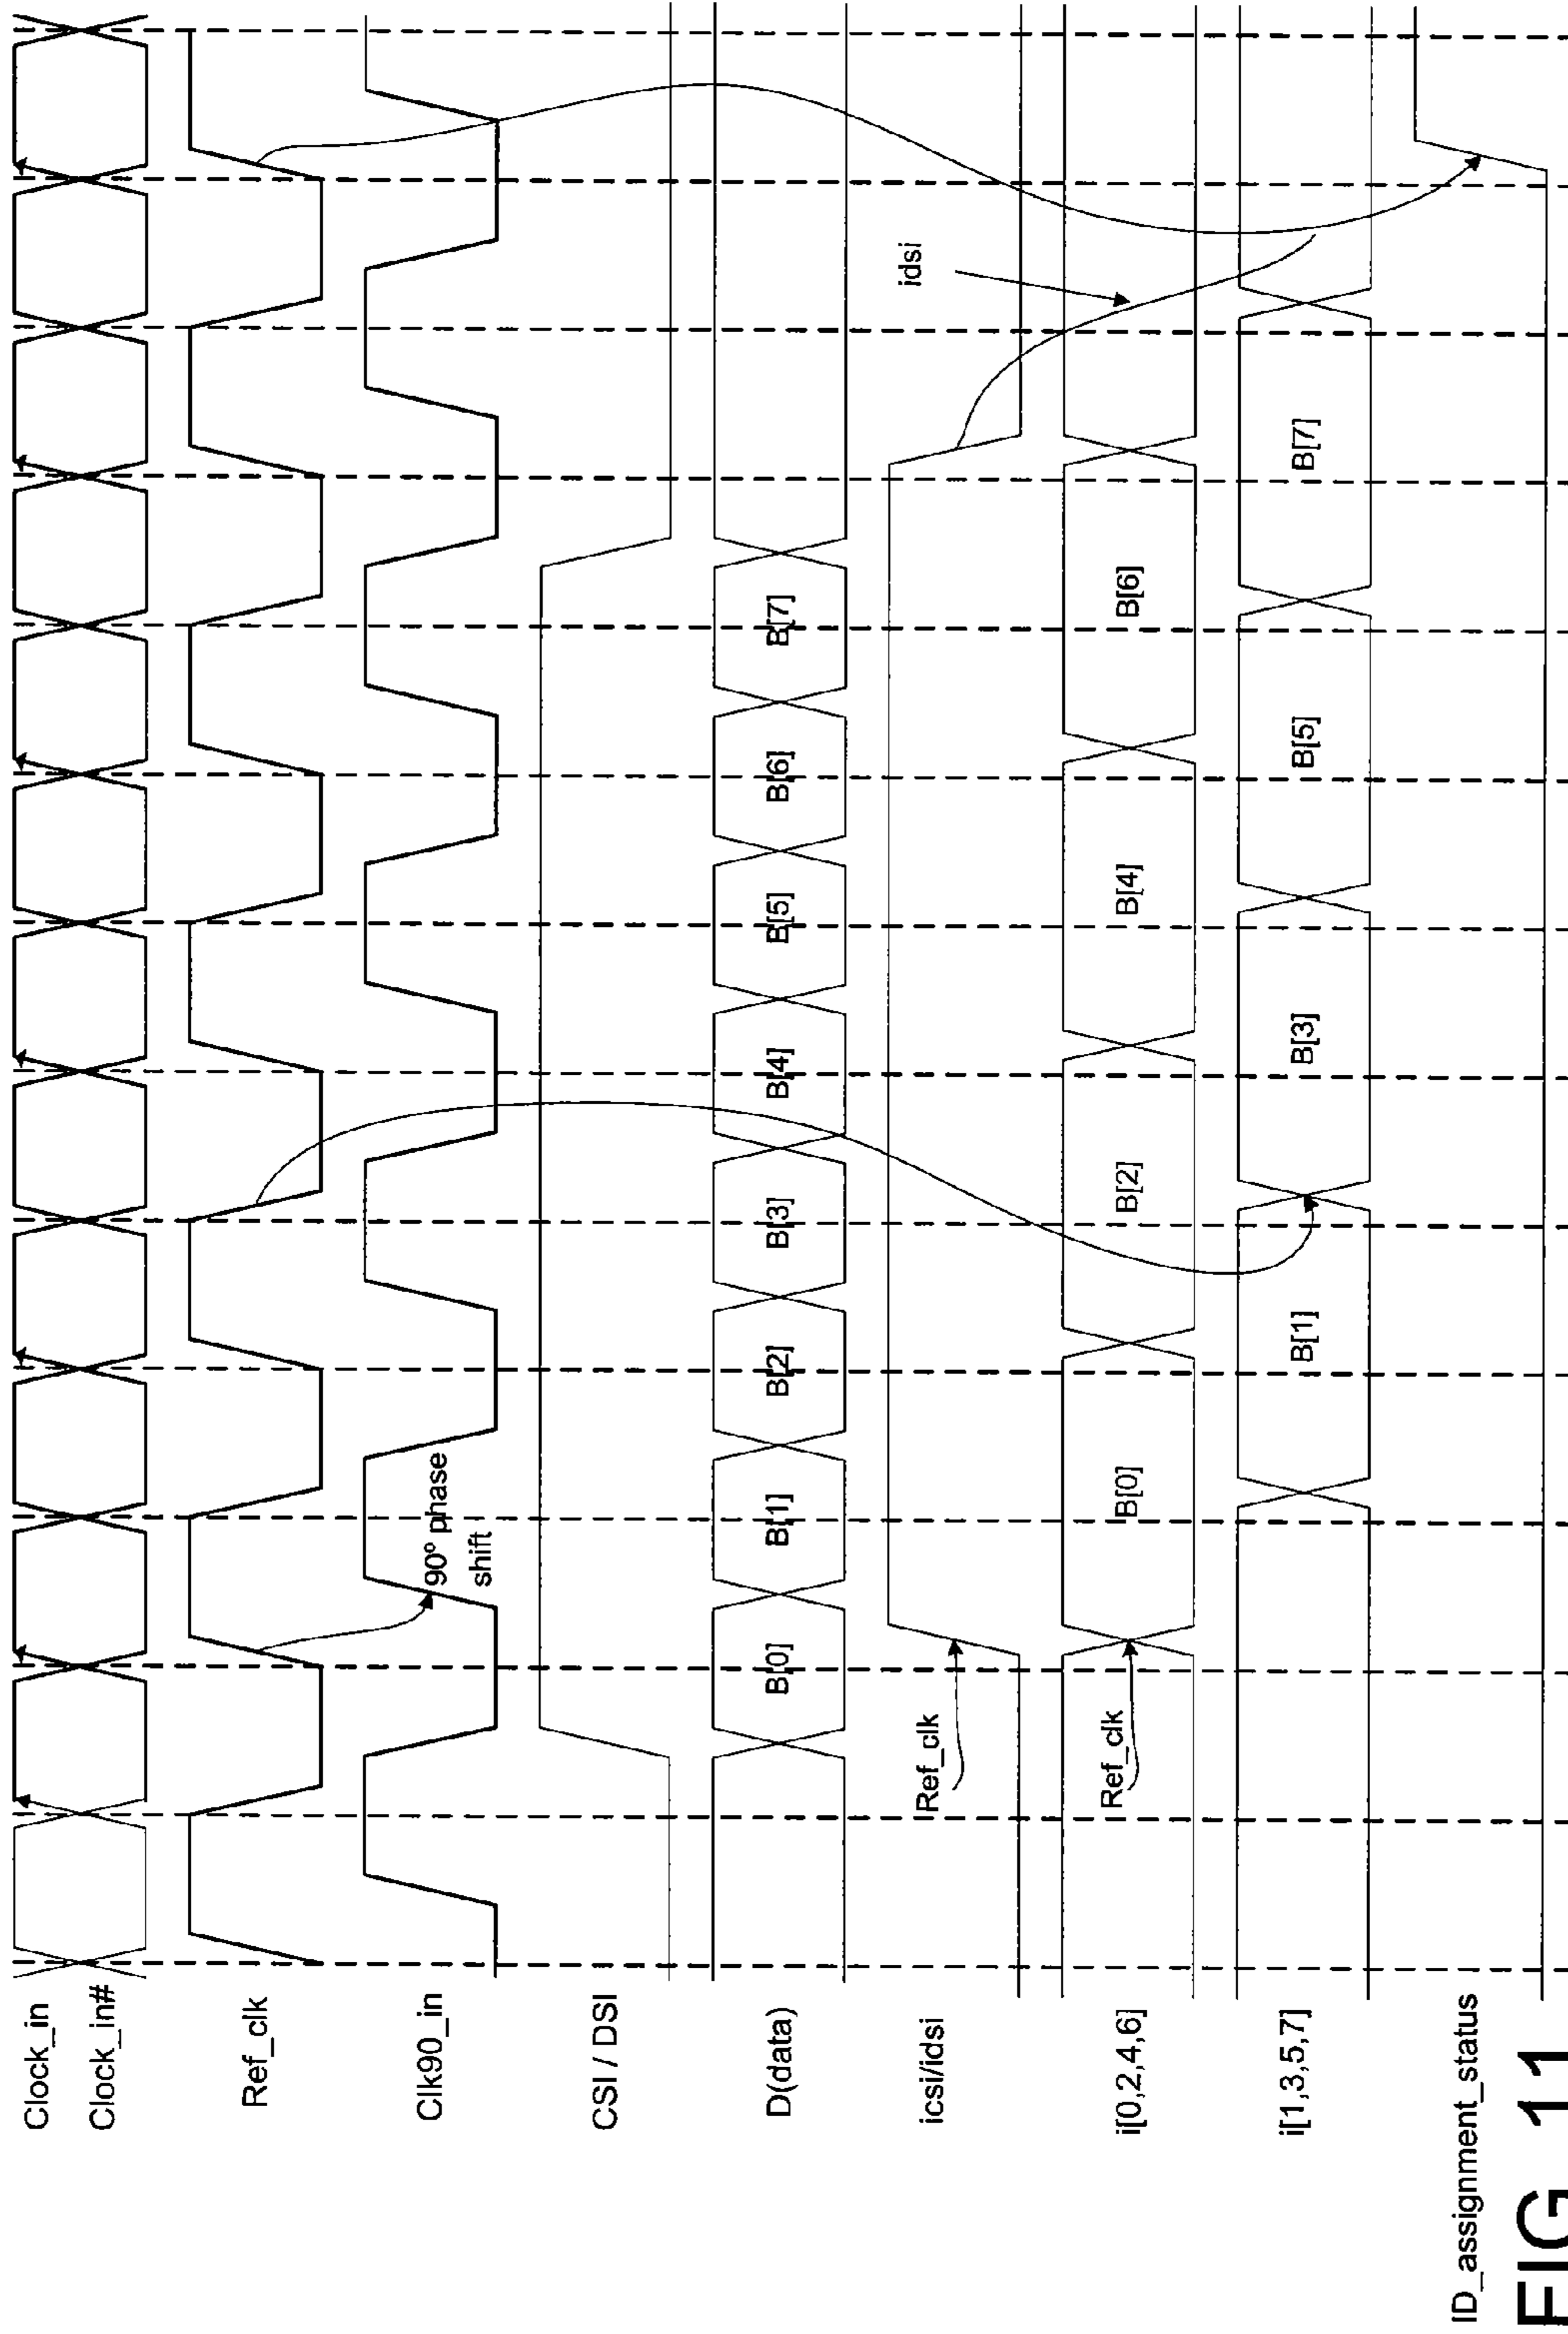 Clock_in
Clock_in#
Ref_clk
90º phase
shift
Clk90_in
CSI / DSI
D(data)
B[0]
B[1]
B[2]
B[3]
B[4]
B[5]
B[6]
B[7]
idsi
Ref_clk
icsi/idsi
Ref_clk
i[0,2,4,6]
B[0]
B[2]
B[4]
B[6]
i[1,3,5,7]
B[1]
B[3]
B[5]
B[7]
ID_assignment_status
FIG 11